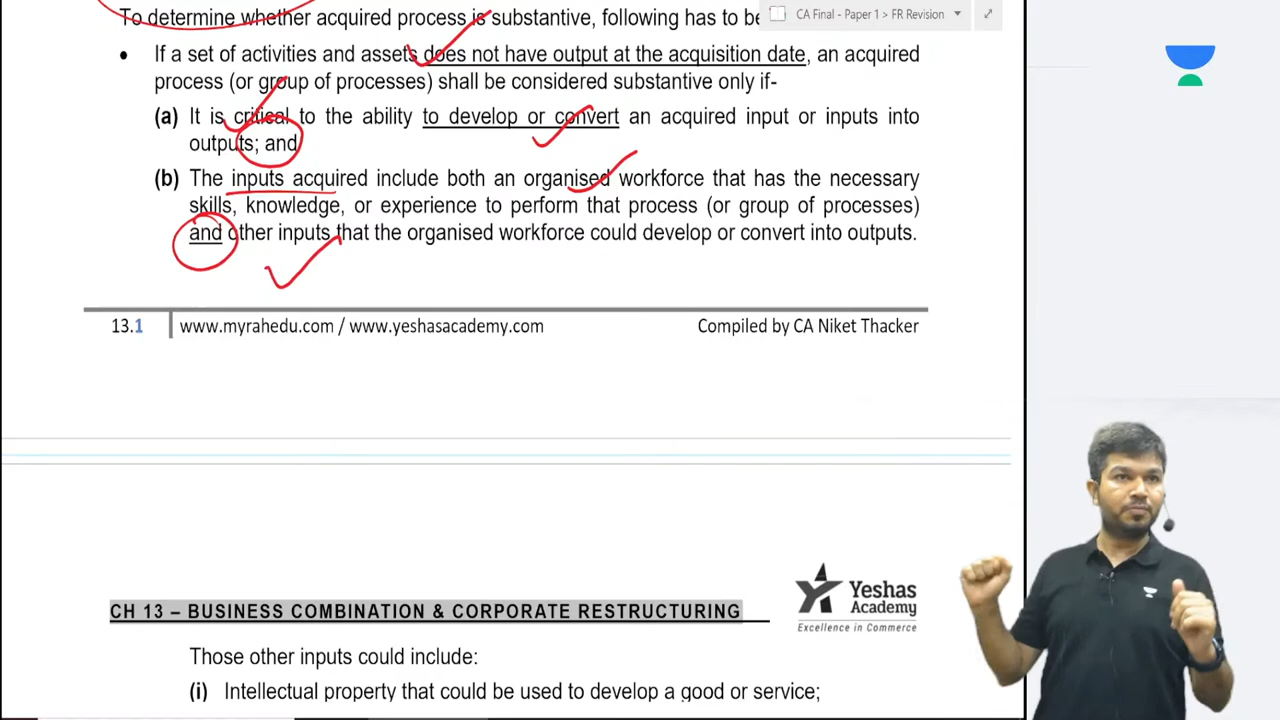 To determine whether acquired process is substantive, following has to be
CA Final - Paper 1 > FR Revision
• If a set of activities and assets does not have output at the acquisition date, an acquired
process (or group of processes) shall be considered substantive only if-
(a) It is critical to the ability to develop or convert an acquired input or inputs into
outputs; and
(b) The inputs acquired include both an organised workforce that has the necessary
skills, knowledge, or experience to perform that process (or group of processes)
and other inputs that the organised workforce could develop or convert into outputs.
13.1 www.myrahedu.com / www.yeshasacademy.com Compiled by CA Niket Thacker
Yeshas
Academy
Excellence in Commerce
CH 13 – BUSINESS COMBINATION & CORPORATE RESTRUCTURING
Those other inputs could include:
(i) Intellectual property that could be used to develop a good or service;